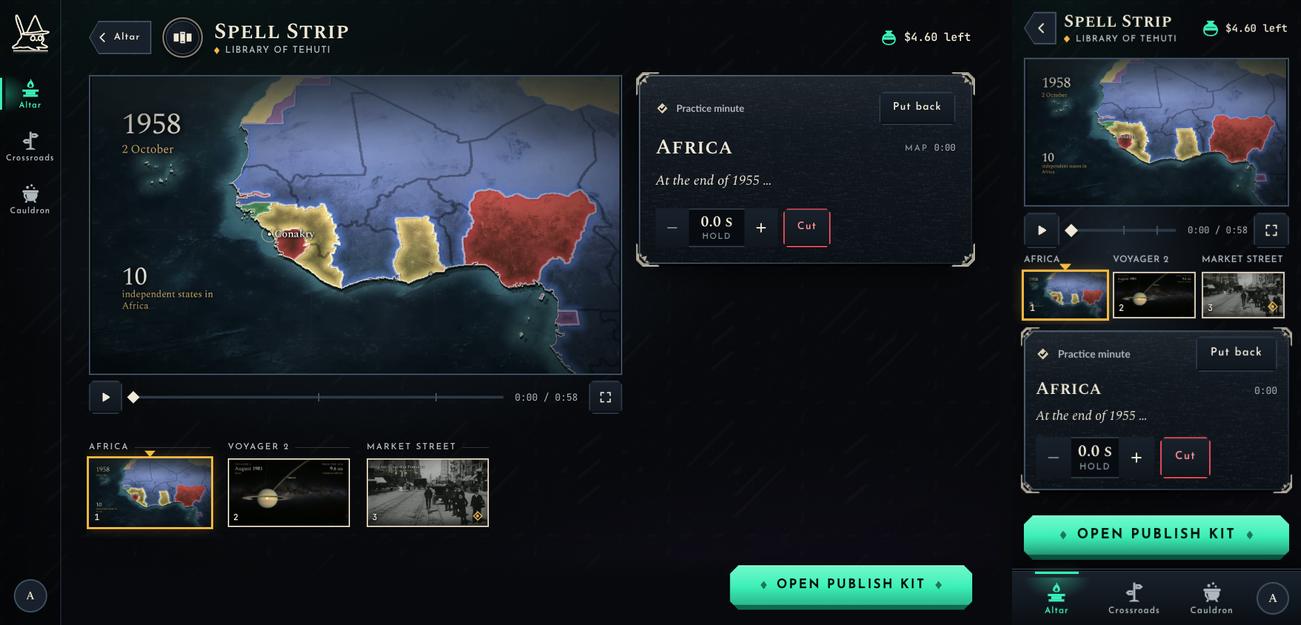 Altar
SPELL STRIP
LIBRARY OF TEHUTI
$4.60 left
Altar
Crossroads
Cauldron
A
1958
2 October
Conakry
10
independent states in
Africa
0:00 / 0:58
Practice minute
Put back
AFRICA
MAP 0:00
At the end of 1955 ...
0.0 S
HOLD
Cut
AFRICA
VOYAGER 2
MARKET STREET
1958
10
1
August 1981
2
3
OPEN PUBLISH KIT
SPELL STRIP
LIBRARY OF TEHUTI
$4.60 left
1958
2 October
10
independent states in
Africa
0:00 / 0:58
AFRICA
VOYAGER 2
MARKET STREET
1
2
3
Practice minute
Put back
AFRICA
0:00
At the end of 1955 ...
0.0 S
HOLD
Cut
OPEN PUBLISH KIT
Altar
Crossroads
Cauldron
A